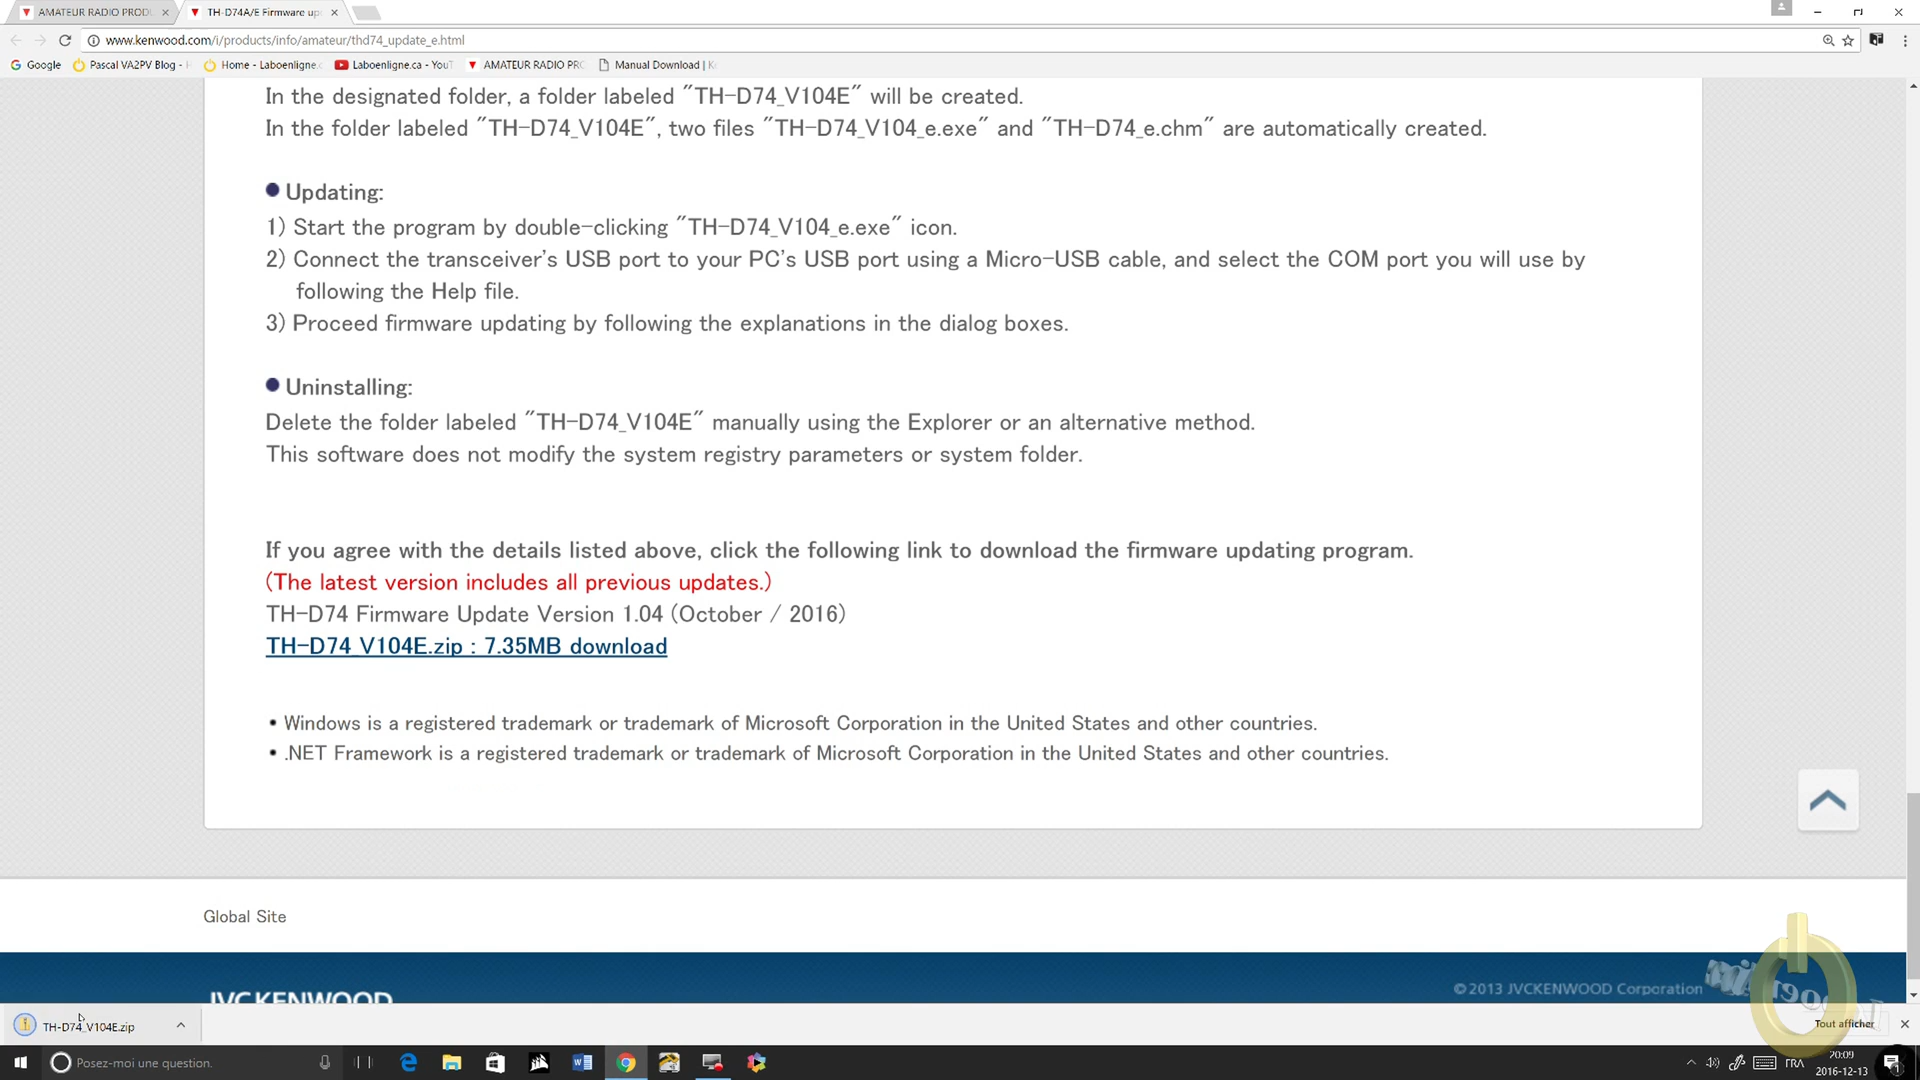 AMATEUR RADIO PRODU
TH-D74A/E Firmware up
www.kenwood.com/i/products/info/amateur/thd74_update_e.html
Google
Pascal VA2PV Blog -
Home - Laboenligne.c
Laboenligne.ca - YouT
AMATEUR RADIO PRO
Manual Download | K
In the designated folder, a folder labeled "TH-D74_V104E" will be created.
In the folder labeled "TH-D74_V104E", two files "TH-D74_V104_e.exe" and "TH-D74_e.chm" are automatically created.
Updating:
1) Start the program by double-clicking "TH-D74_V104_e.exe" icon.
2) Connect the transceiver's USB port to your PC's USB port using a Micro-USB cable, and select the COM port you will use by
following the Help file.
3) Proceed firmware updating by following the explanations in the dialog boxes.
Uninstalling:
Delete the folder labeled "TH-D74_V104E" manually using the Explorer or an alternative method.
This software does not modify the system registry parameters or system folder.
If you agree with the details listed above, click the following link to download the firmware updating program.
(The latest version includes all previous updates.)
TH-D74 Firmware Update Version 1.04 (October / 2016)
TH-D74_V104E.zip : 7.35MB download
• Windows is a registered trademark or trademark of Microsoft Corporation in the United States and other countries.
• .NET Framework is a registered trademark or trademark of Microsoft Corporation in the United States and other countries.
Global Site
JVCKENWOOD
© 2013 JVCKENWOOD Corporation
TH-D74_V104E.zip
Tout afficher
Posez-moi une question.
FRA
20:09
2016-12-13